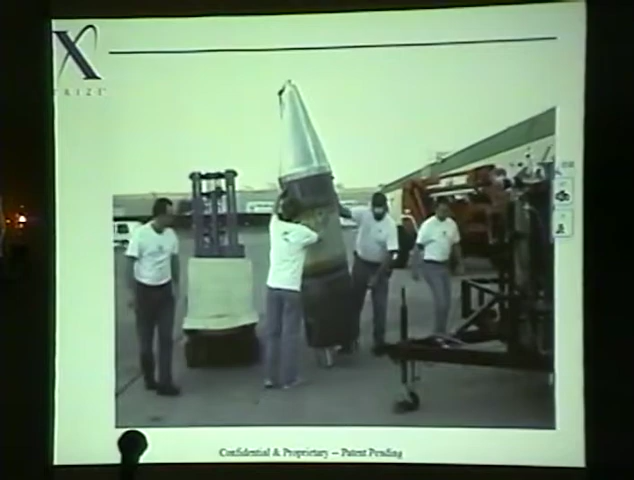 X
PRIZE
Confidential & Proprietary -- Patent Pending